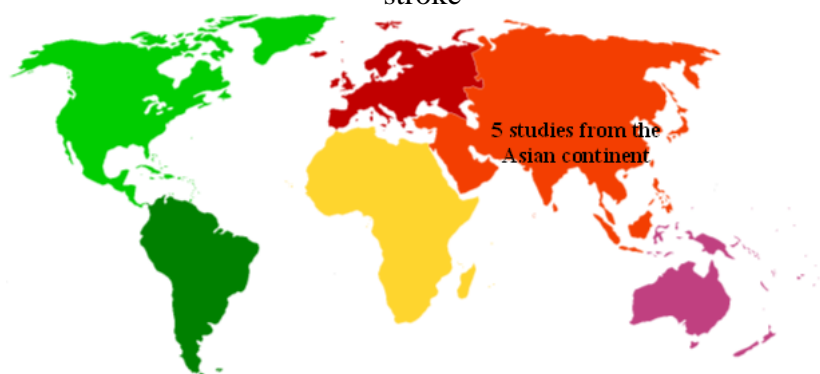 stroke
5 studies from the
Asian continent